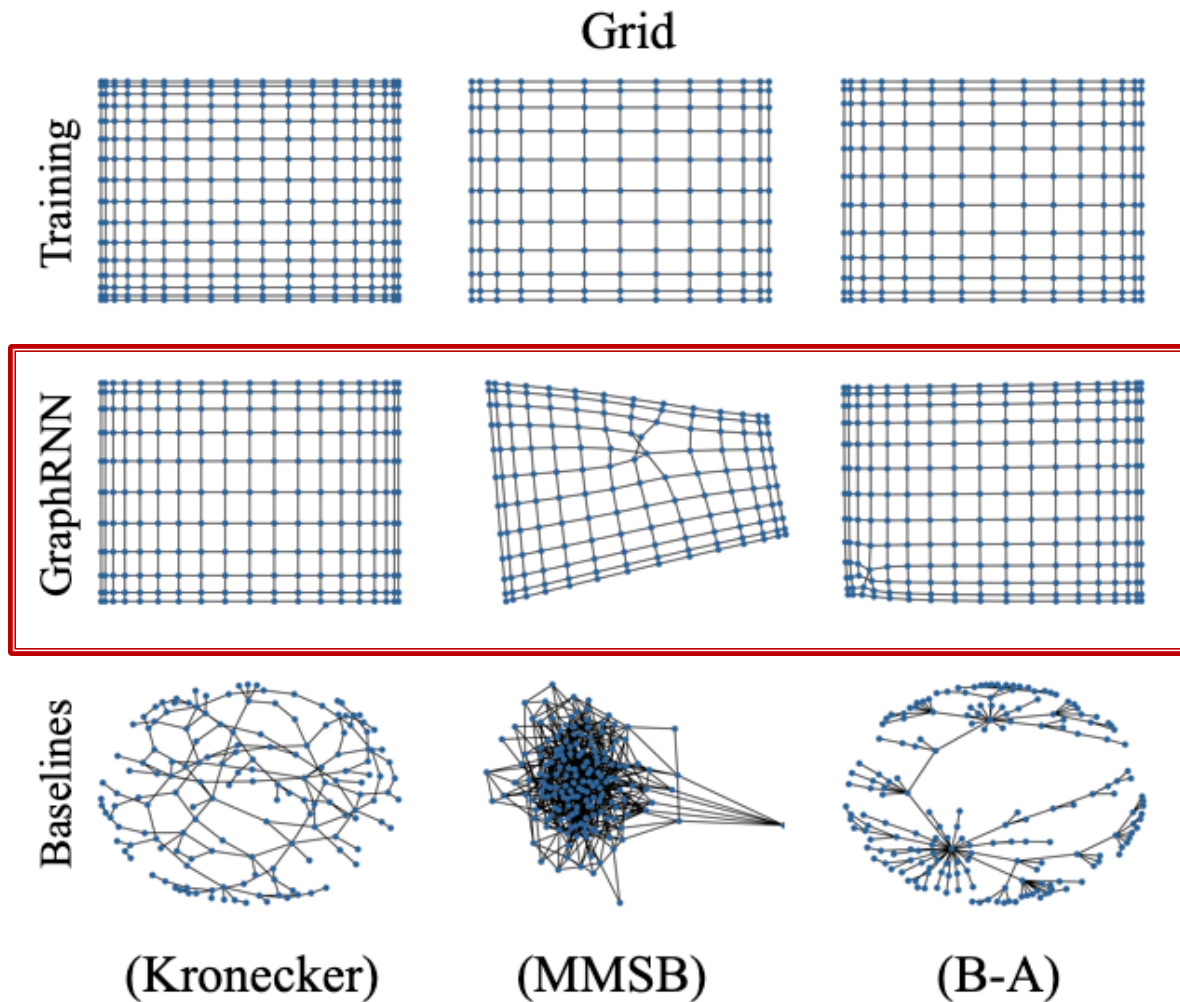 Grid
Training
GraphRNN
Baselines
(Kronecker)
(MMSB)
(B-A)